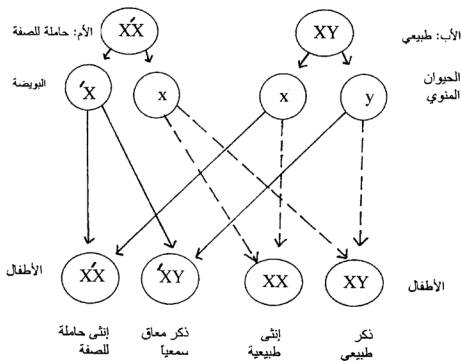 الأم: حاملة للصفة
XX́
XY
الأب: طبيعي
البويضة
X́
x
x
y
الحيوان
المنوي
الأطفال
XX́
X́Y
XX
XY
الأطفال
إنثى حاملة
للصفة
ذكر معاق
سمعياً
إنثى
طبيعية
ذكر
طبيعي